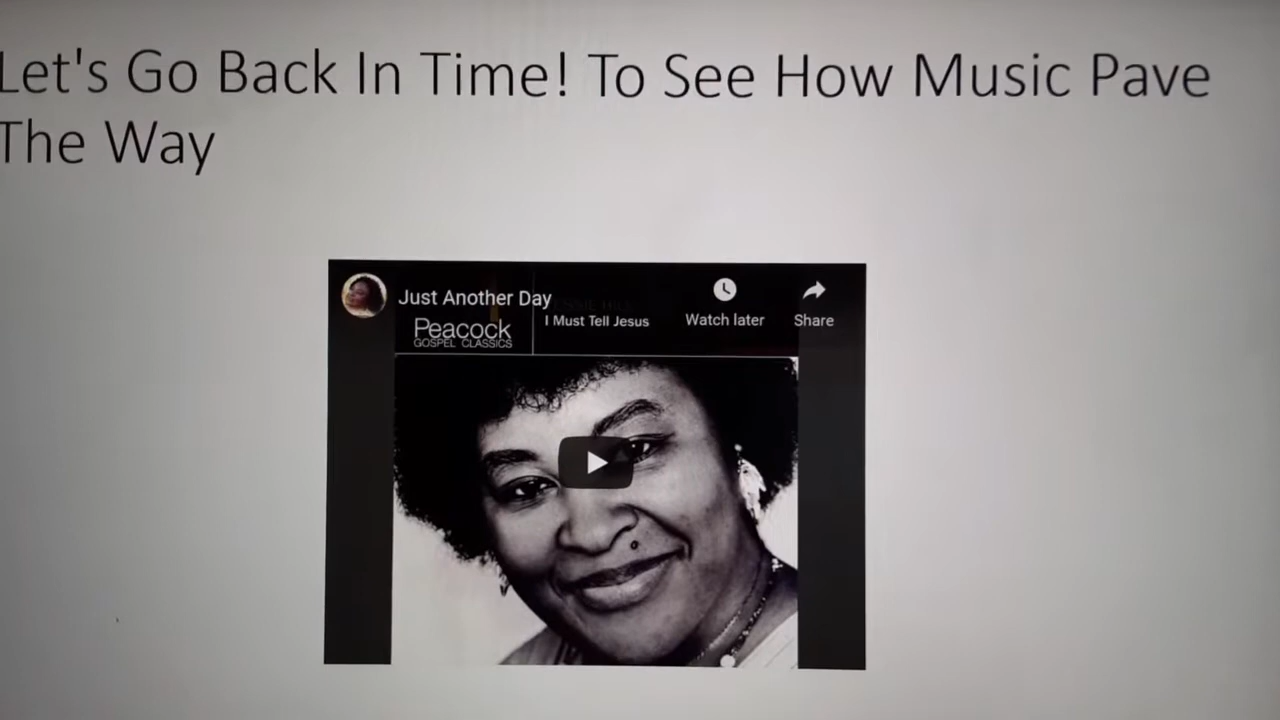 Let's Go Back In Time! To See How Music Pave
The Way
Just Another Day
Peacock
GOSPEL CLASSICS
I Must Tell Jesus
Watch later
Share